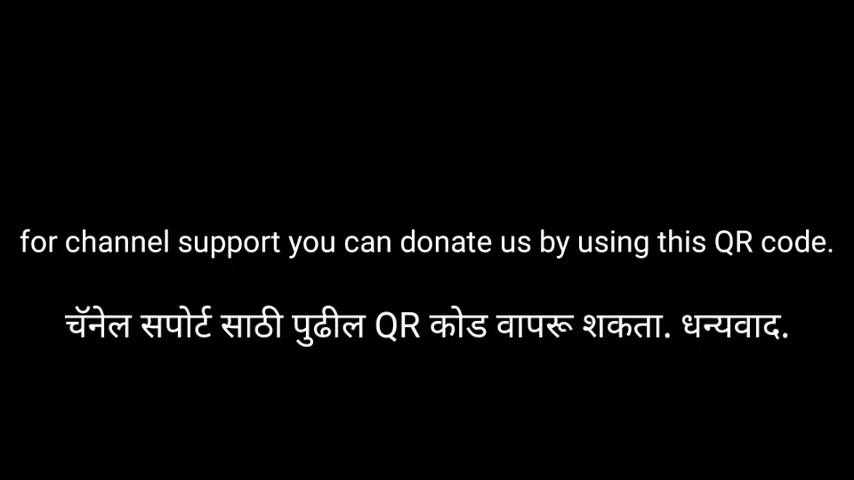 for channel support you can donate us by using this QR code.
चॅनेल सपोर्ट साठी पुढील QR कोड वापरू शकता. धन्यवाद.